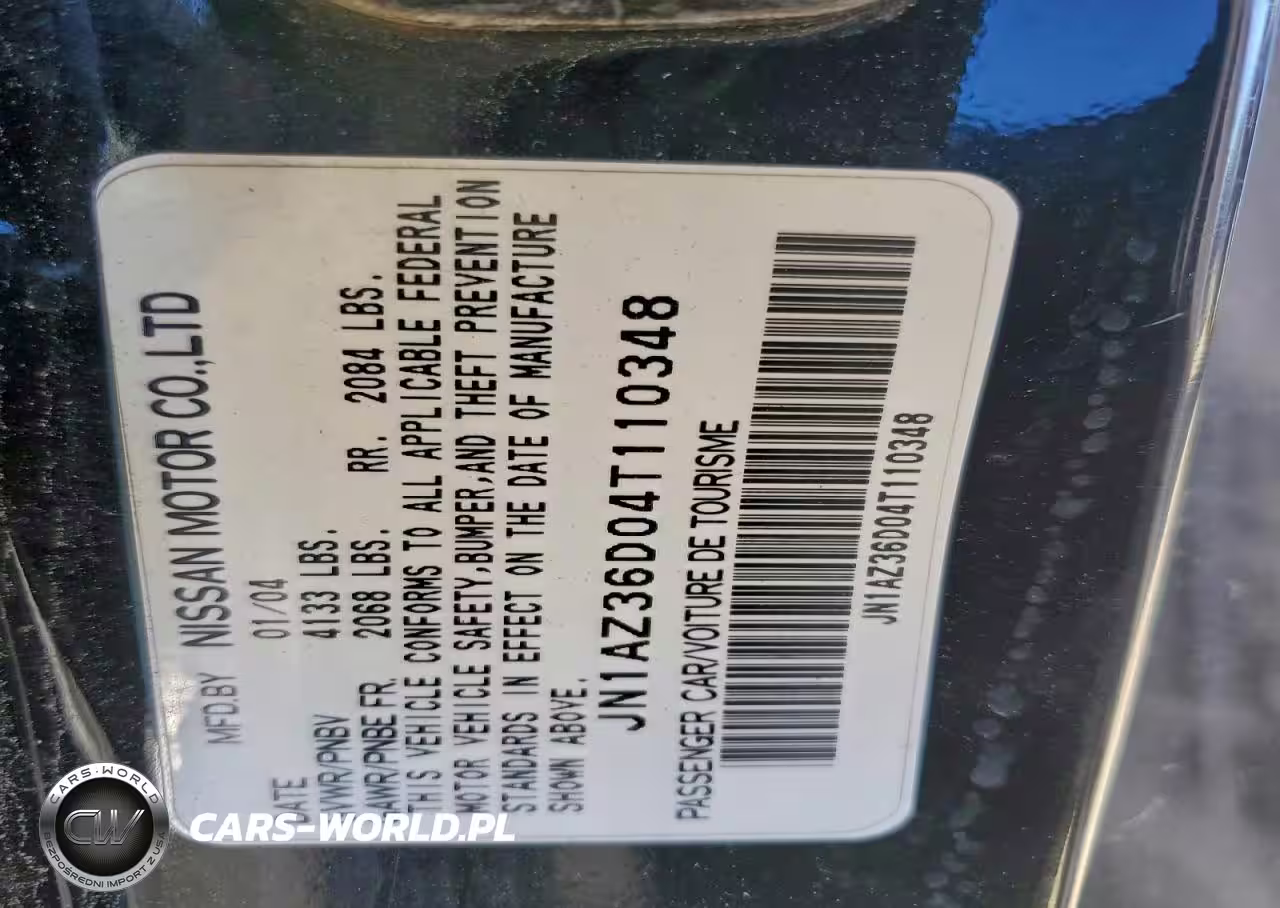 MFD.BY NISSAN MOTOR CO.,LTD
DATE 01/04
GVWR/PNBV 4133 LBS.
GAWR/PNBE FR. 2068 LBS. RR. 2084 LBS.
THIS VEHICLE CONFORMS TO ALL APPLICABLE FEDERAL
MOTOR VEHICLE SAFETY,BUMPER,AND THEFT PREVENTION
STANDARDS IN EFFECT ON THE DATE OF MANUFACTURE
SHOWN ABOVE.
JN1AZ36D04T110348
PASSENGER CAR/VOITURE DE TOURISME
JN1AZ36D04T110348
CARS-WORLD
CW
BEZPOŚREDNI IMPORT Z USA
CARS-WORLD.PL